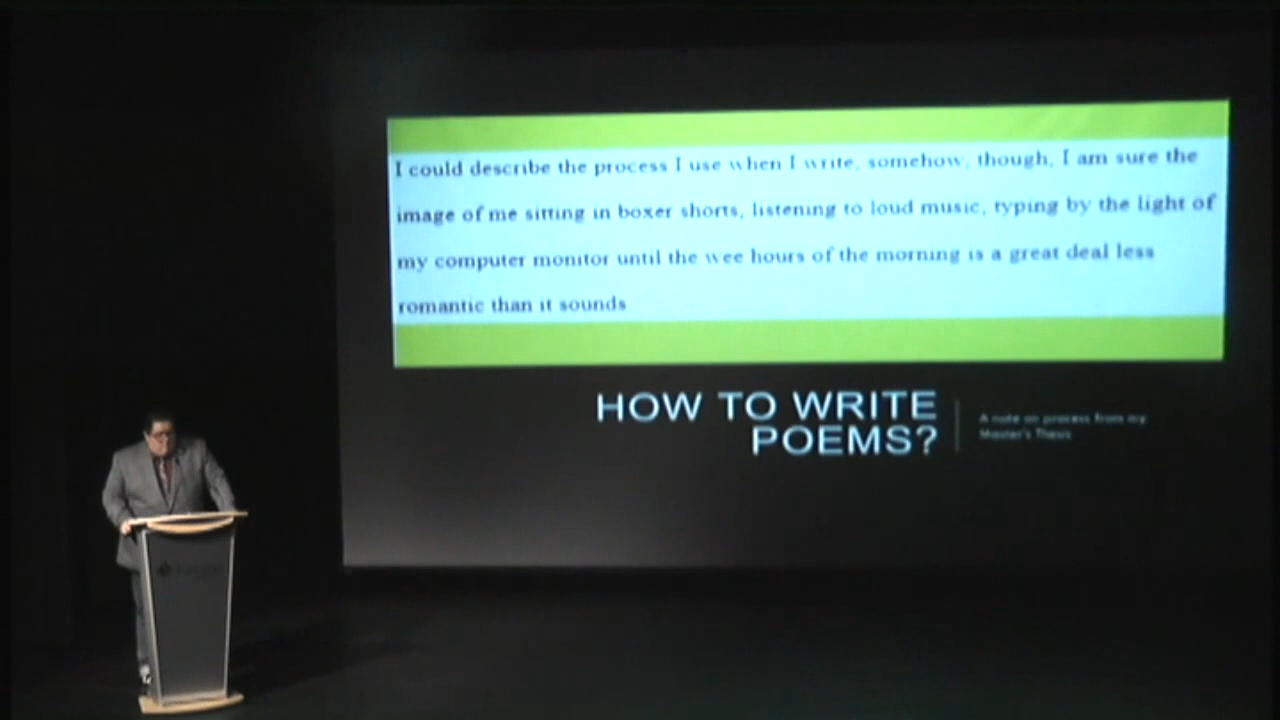 I could describe the process I use when I write, somehow, though, I am sure the
image of me sitting in boxer shorts, listening to loud music, typing by the light of
my computer monitor until the wee hours of the morning is a great deal less
romantic than it sounds
HOW TO WRITE
POEMS?
A note on process from my
Master's Thesis